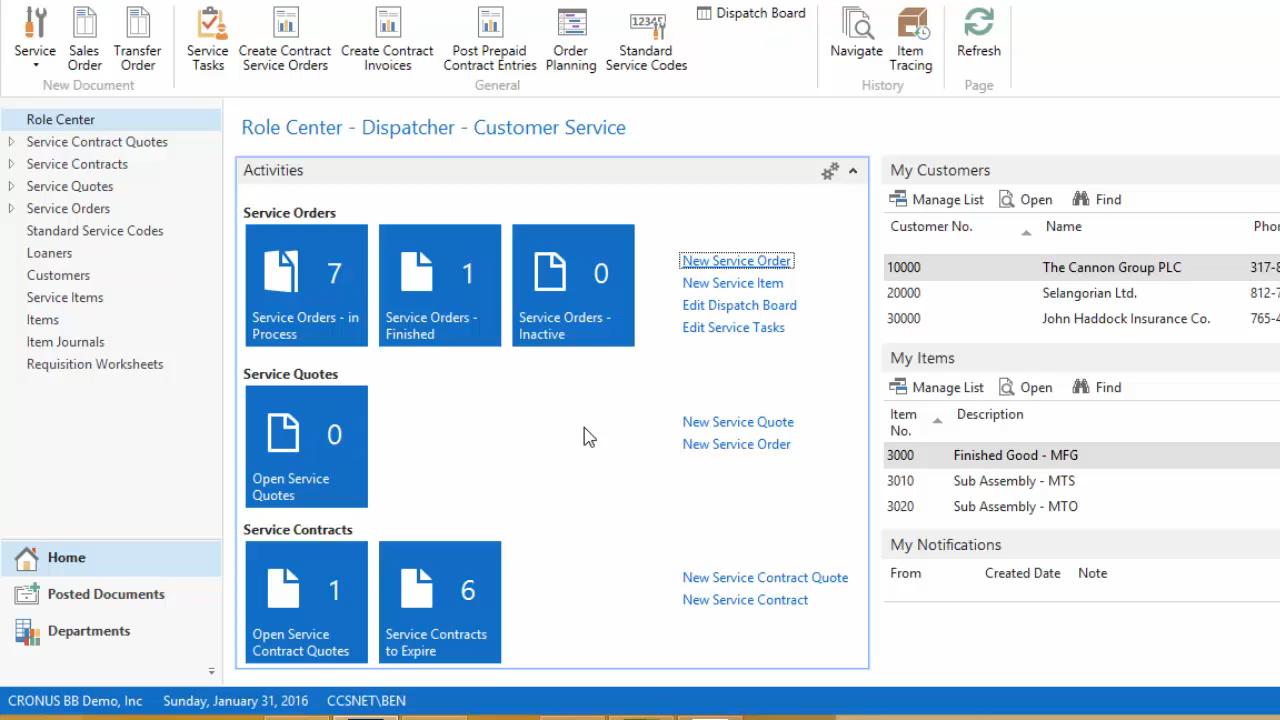 Service
Sales
Order
Transfer
Order
New Document
Service
Tasks
Create Contract
Service Orders
Create Contract
Invoices
Post Prepaid
Contract Entries
Order
Planning
12345
Standard
Service Codes
Dispatch Board
General
Navigate
Item
Tracing
History
Refresh
Page
Role Center
Service Contract Quotes
Service Contracts
Service Quotes
Service Orders
Standard Service Codes
Loaners
Customers
Service Items
Items
Item Journals
Requisition Worksheets
Home
Posted Documents
Departments
Role Center - Dispatcher - Customer Service
Activities
Service Orders
7
Service Orders - in
Process
1
Service Orders -
Finished
0
Service Orders -
Inactive
New Service Order
New Service Item
Edit Dispatch Board
Edit Service Tasks
Service Quotes
0
Open Service
Quotes
New Service Quote
New Service Order
Service Contracts
1
Open Service
Contract Quotes
6
Service Contracts
to Expire
New Service Contract Quote
New Service Contract
My Customers
Manage List Open Find
Customer No. Name Phor
10000 The Cannon Group PLC 317-8
20000 Selangorian Ltd. 812-7
30000 John Haddock Insurance Co. 765-4
My Items
Manage List Open Find
Item
No.
Description
3000 Finished Good - MFG
3010 Sub Assembly - MTS
3020 Sub Assembly - MTO
My Notifications
From Created Date Note
CRONUS BB Demo, Inc Sunday, January 31, 2016 CCSNET\BEN